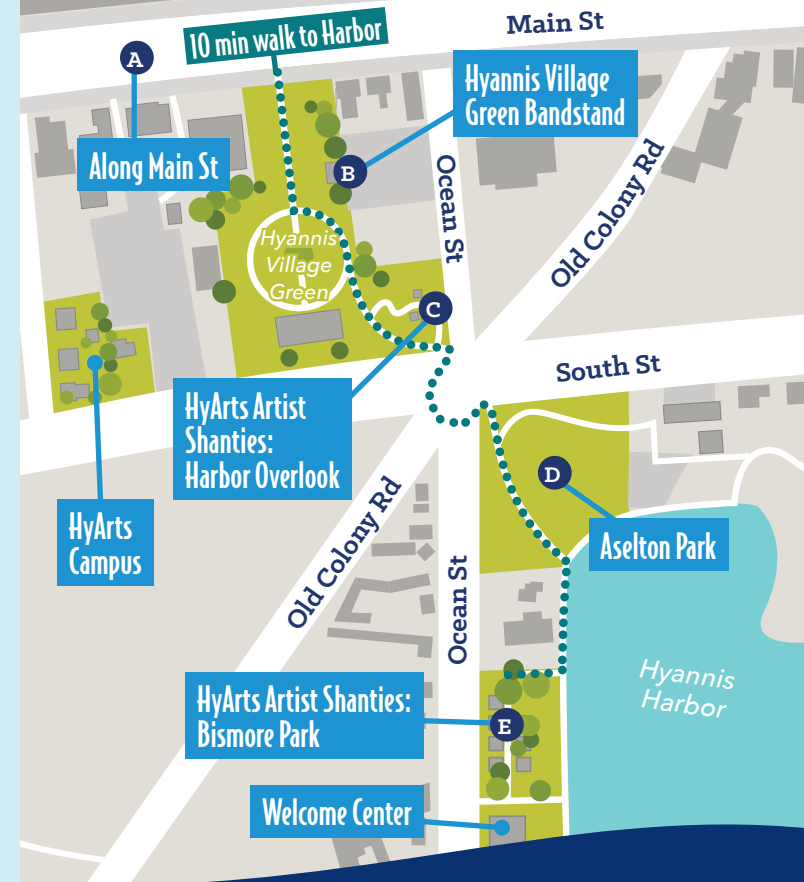 Main St
10 min walk to Harbor
A
Hyannis Village
Green Bandstand
Along Main St
B
Ocean St
Old Colony Rd
Hyannis
Village
Green
C
South St
HyArts Artist
Shanties:
Harbor Overlook
D
HyArts
Campus
Aselton Park
Old Colony Rd
Ocean St
Hyannis
Harbor
HyArts Artist Shanties:
Bismore Park
E
Welcome Center